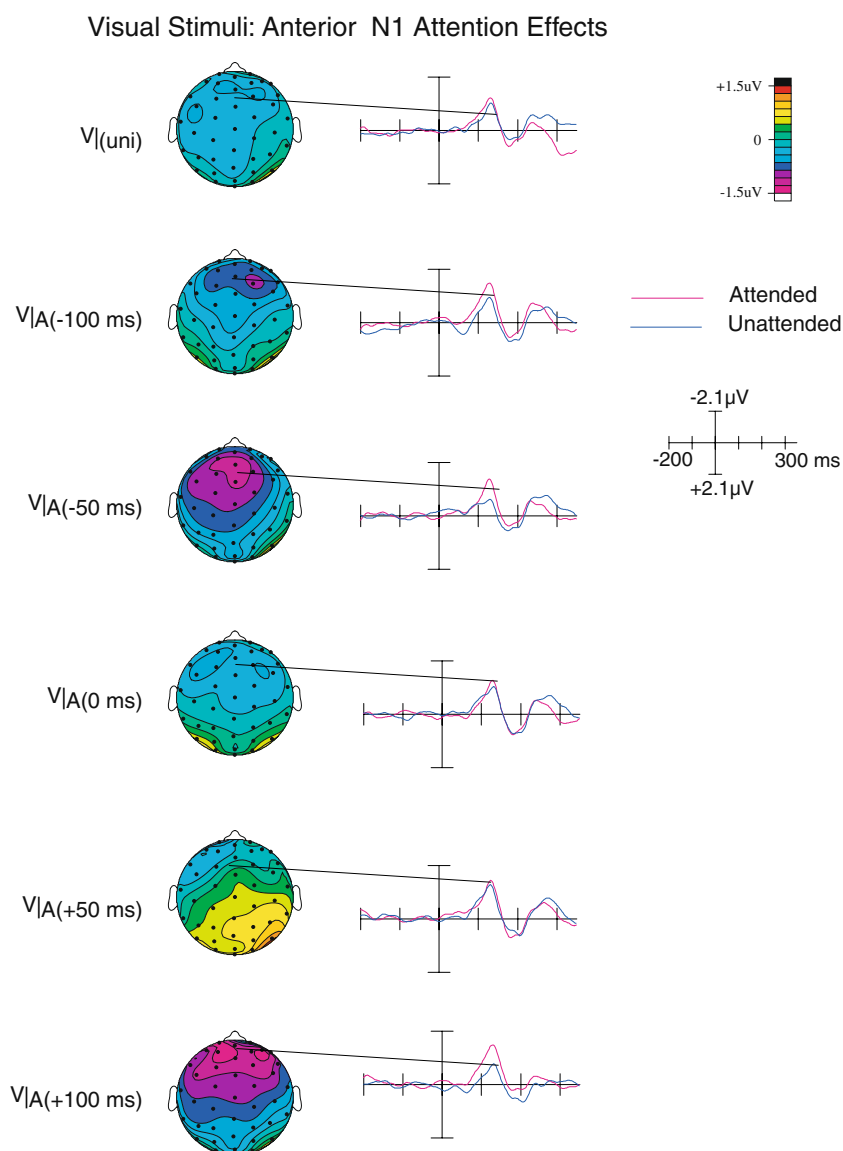 Visual Stimuli: Anterior N1 Attention Effects
V|(uni)
+1.5uV
0
-1.5uV
V|A(-100 ms)
Attended
Unattended
-2.1µV
-200
300 ms
+2.1µV
V|A(-50 ms)
V|A(0 ms)
V|A(+50 ms)
V|A(+100 ms)